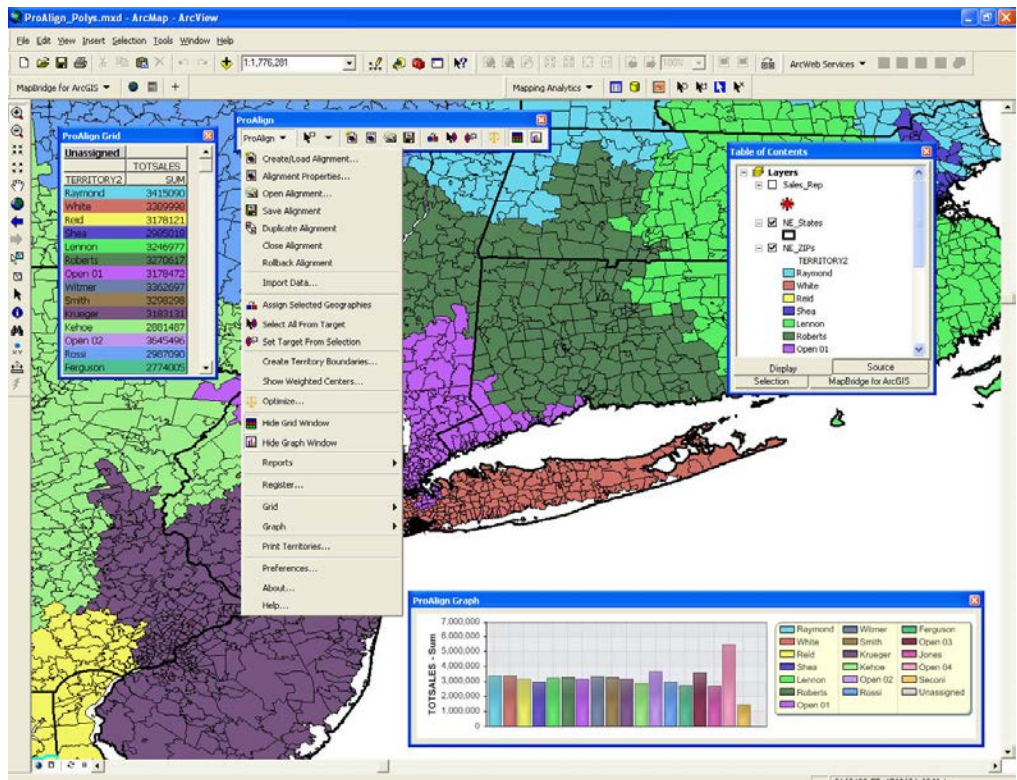 ProAlign_Polys.mxd - ArcMap - ArcView
File Edit View Insert Selection Tools Window Help
1:1,776,281
100%
ArcWeb Services
MapBridge for ArcGIS
Mapping Analytics
ProAlign Grid
Unassigned
TOTSALES
TERRITORY2 SUM
Raymond 3415090
White 3389998
Reid 3178121
Shea 2985018
Lennon 3246977
Roberts 3270617
Open 01 3178472
Witmer 3362697
Smith 3298298
Krueger 3183131
Kehoe 2881487
Open 02 3645496
Rossi 2987090
Ferguson 2774005
ProAlign
ProAlign
Create/Load Alignment...
Alignment Properties...
Open Alignment...
Save Alignment
Duplicate Alignment
Close Alignment
Rollback Alignment
Import Data...
Assign Selected Geographies
Select All From Target
Set Target From Selection
Create Territory Boundaries...
Show Weighted Centers...
Optimize...
Hide Grid Window
Hide Graph Window
Reports
Register...
Grid
Graph
Print Territories...
Preferences...
About...
Help...
Table of Contents
Layers
Sales_Rep
NE_States
NE_ZIPs
TERRITORY2
Raymond
White
Reid
Shea
Lennon
Roberts
Open 01
Display Source
Selection MapBridge for ArcGIS
ProAlign Graph
TOTSALES - Sum
7,000,000
6,000,000
5,000,000
4,000,000
3,000,000
2,000,000
1,000,000
0
Raymond Witmer Ferguson
White Smith Open 03
Reid Krueger Jones
Shea Kehoe Open 04
Lennon Open 02 Seconi
Roberts Rossi Unassigned
Open 01